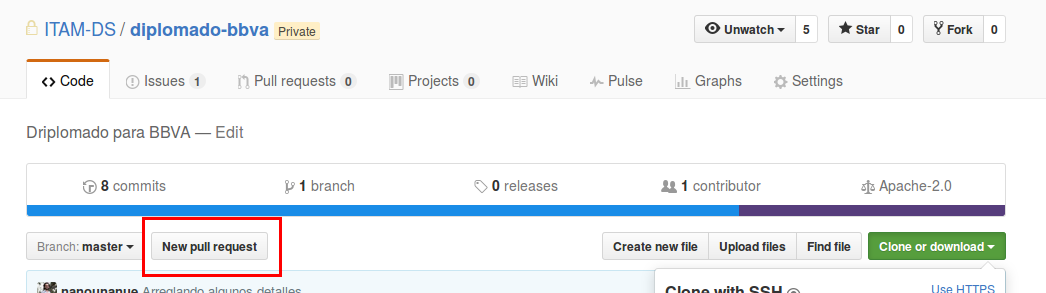 ITAM-DS / diplomado-bbva Private
Unwatch 5 Star 0 Fork 0
Code Issues 1 Pull requests 0 Projects 0 Wiki Pulse Graphs Settings
Driplomado para BBVA — Edit
8 commits 1 branch 0 releases 1 contributor Apache-2.0
Branch: master New pull request Create new file Upload files Find file Clone or download
nanounanue Arreglando algunos detalles
Clone with SSH Use HTTPS